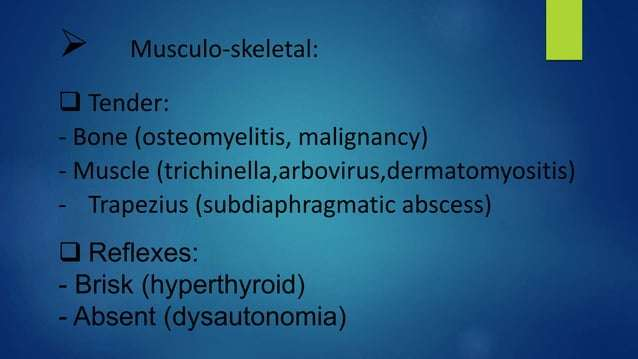 ➢ Musculo-skeletal:
❑ Tender:
- Bone (osteomyelitis, malignancy)
- Muscle (trichinella,arbovirus,dermatomyositis)
- Trapezius (subdiaphragmatic abscess)
❑ Reflexes:
- Brisk (hyperthyroid)
- Absent (dysautonomia)